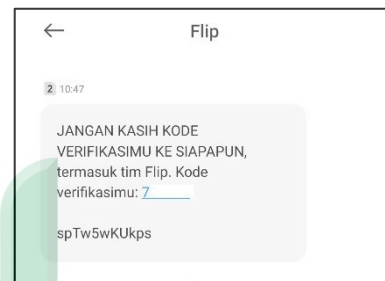 Flip
2 10:47
JANGAN KASIH KODE
VERIFIKASIMU KE SIAPAPUN,
termasuk tim Flip. Kode
verifikasimu: 7
spTw5wKUkps